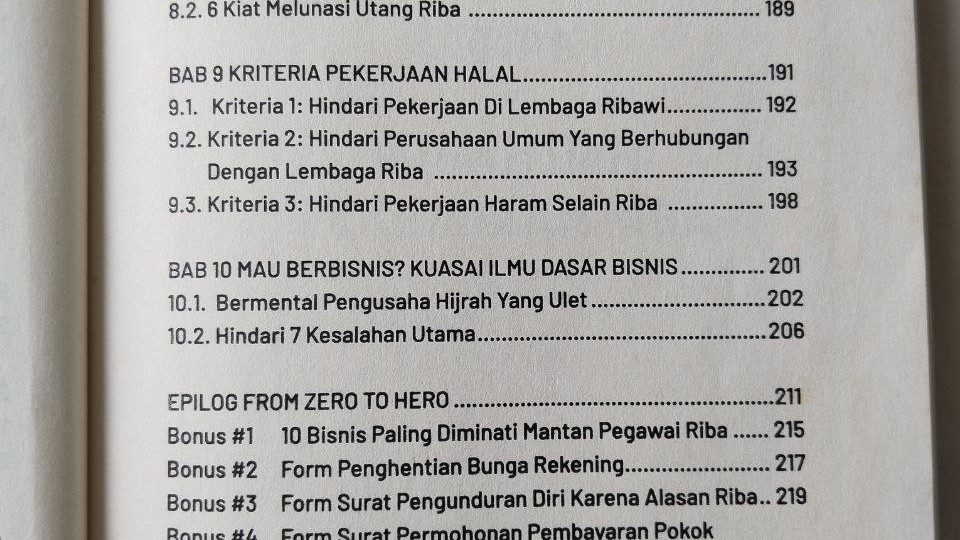 8.2. 6 Kiat Melunasi Utang Riba ........................................................ 189
BAB 9 KRITERIA PEKERJAAN HALAL...............................................191
9.1. Kriteria 1: Hindari Pekerjaan Di Lembaga Ribawi................... 192
9.2. Kriteria 2: Hindari Perusahaan Umum Yang Berhubungan
Dengan Lembaga Riba ............................................................... 193
9.3. Kriteria 3: Hindari Pekerjaan Haram Selain Riba .................. 198
BAB 10 MAU BERBISNIS? KUASAI ILMU DASAR BISNIS................ 201
10.1. Bermental Pengusaha Hijrah Yang Ulet.................................202
10.2. Hindari 7 Kesalahan Utama.......................................................206
EPILOG FROM ZERO TO HERO .............................................................211
Bonus #1 10 Bisnis Paling Diminati Mantan Pegawai Riba ...... 215
Bonus #2 Form Penghentian Bunga Rekening............................ 217
Bonus #3 Form Surat Pengunduran Diri Karena Alasan Riba.. 219
Bonus #4 Form Surat Permohonan Pembayaran Pokok